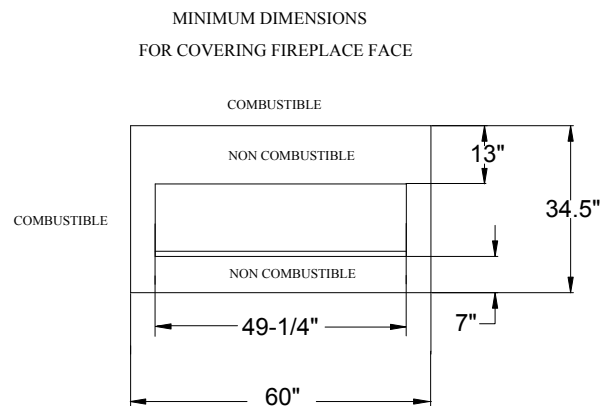 MINIMUM DIMENSIONS
FOR COVERING FIREPLACE FACE
COMBUSTIBLE
NON COMBUSTIBLE
13"
34.5"
COMBUSTIBLE
NON COMBUSTIBLE
7"
49-1/4"
60"